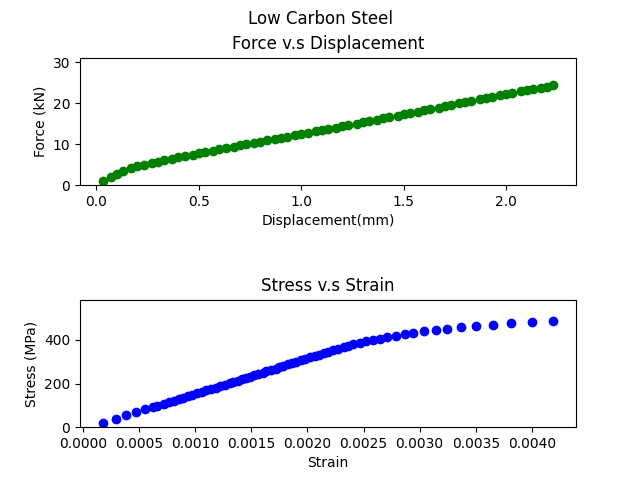 Low Carbon Steel
Force v.s Displacement
30
20
10
0
Force (kN)
0.0 0.5 1.0 1.5 2.0
Displacement(mm)
Stress v.s Strain
400
200
0
Stress (MPa)
0.0000 0.0005 0.0010 0.0015 0.0020 0.0025 0.0030 0.0035 0.0040
Strain